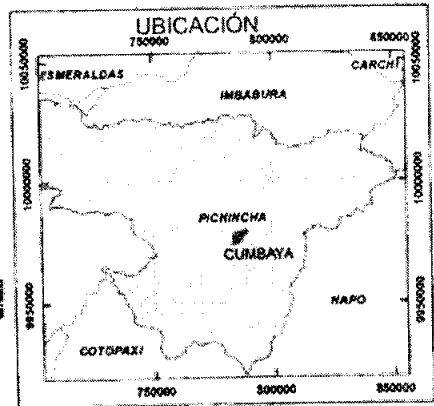 UBICACIÓN
750000 800000 850000
10050000 10050000
ESMERALDAS CARCHI
IMBABURA
10000000 10000000
PICHINCHA
CUMBAYA
9950000 9950000
NAPO
COTOPAXI
750000 800000 850000